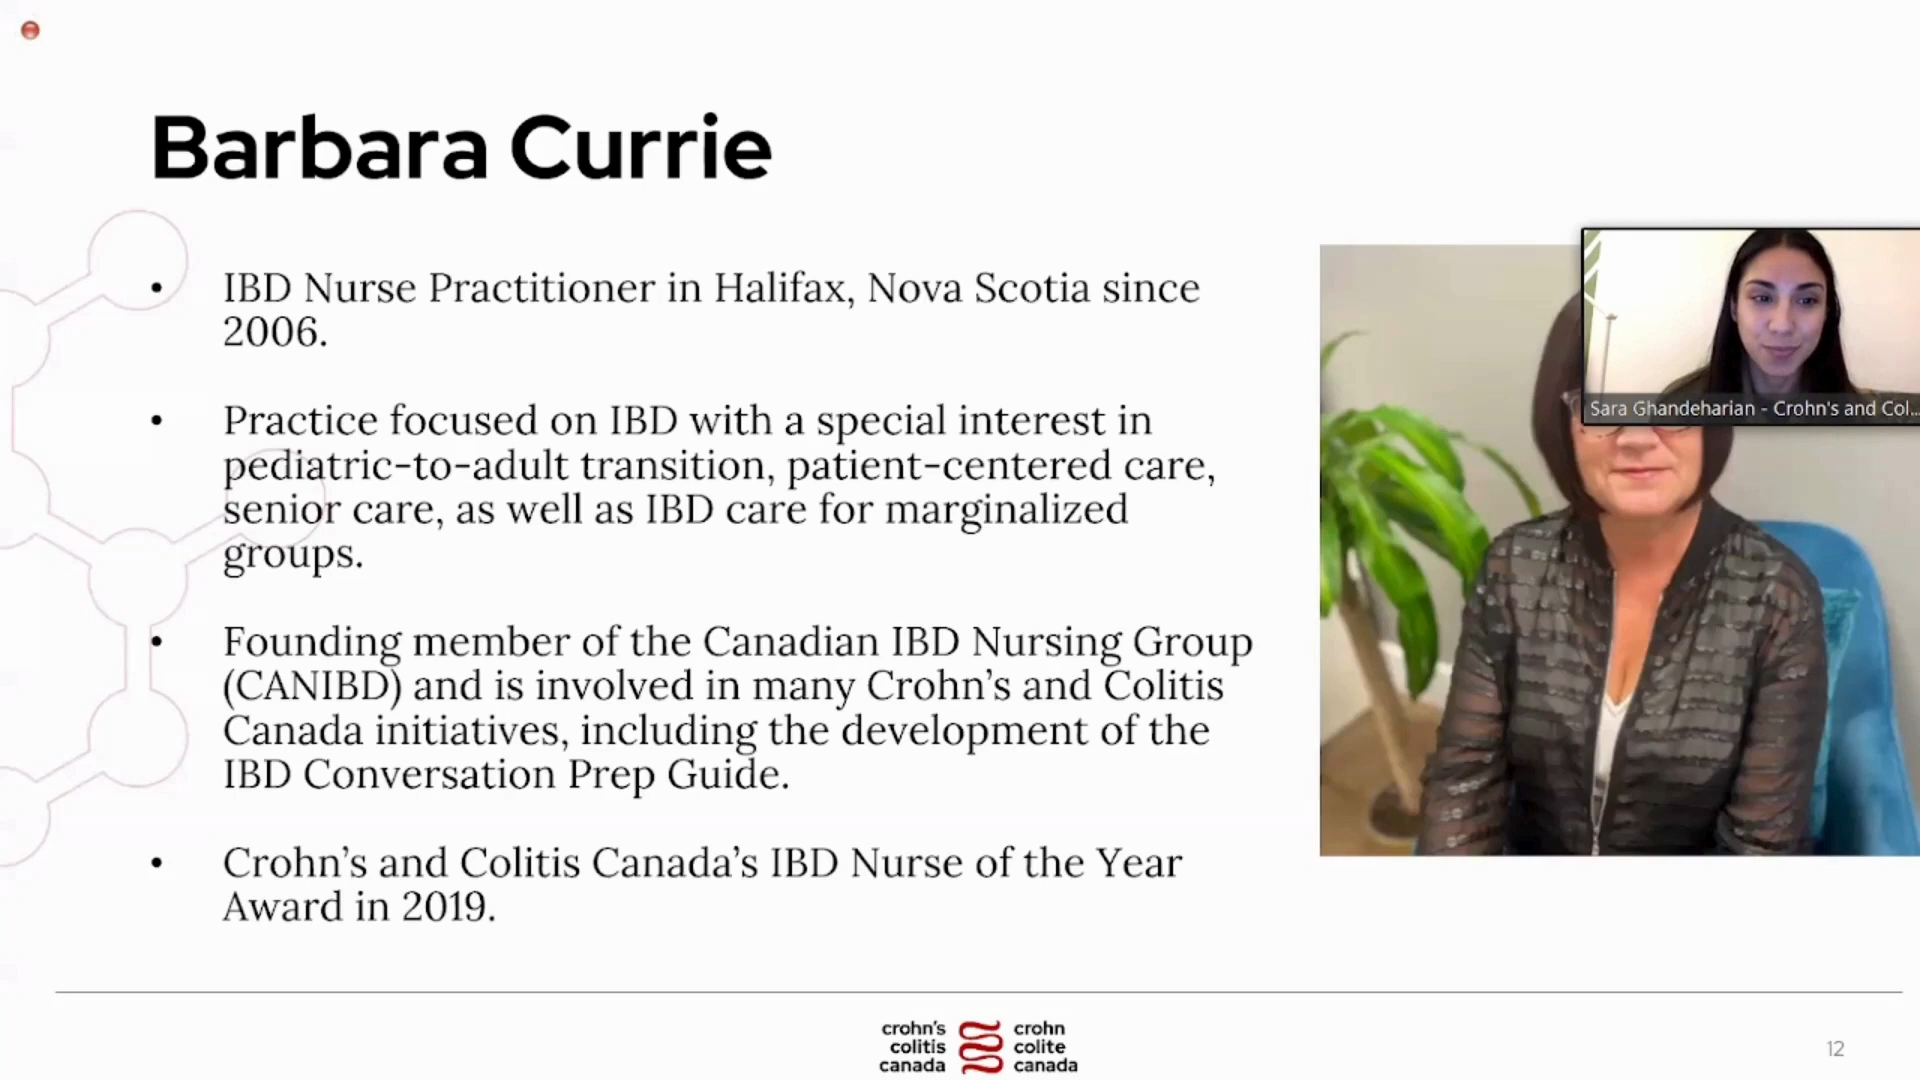 Barbara Currie
• IBD Nurse Practitioner in Halifax, Nova Scotia since
2006.
• Practice focused on IBD with a special interest in
pediatric-to-adult transition, patient-centered care,
senior care, as well as IBD care for marginalized
groups.
• Founding member of the Canadian IBD Nursing Group
(CANIBD) and is involved in many Crohn’s and Colitis
Canada initiatives, including the development of the
IBD Conversation Prep Guide.
• Crohn’s and Colitis Canada’s IBD Nurse of the Year
Award in 2019.
Sara Ghandeharian - Crohn's and Col...
crohn's
colitis
canada
crohn
colite
canada
12